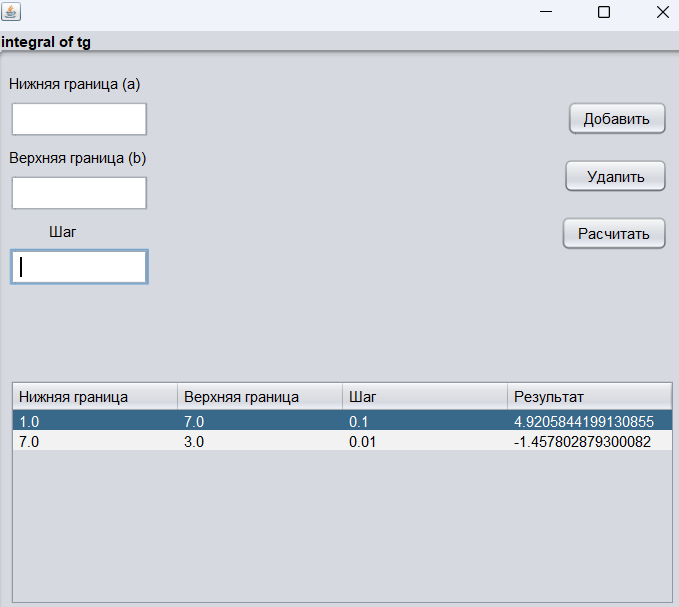 integral of tg
Нижняя граница (a)
Добавить
Верхняя граница (b)
Удалить
Шаг
Расчитать
Нижняя граница Верхняя граница Шаг Результат
1.0 7.0 0.1 4.9205844199130855
7.0 3.0 0.01 -1.457802879300082